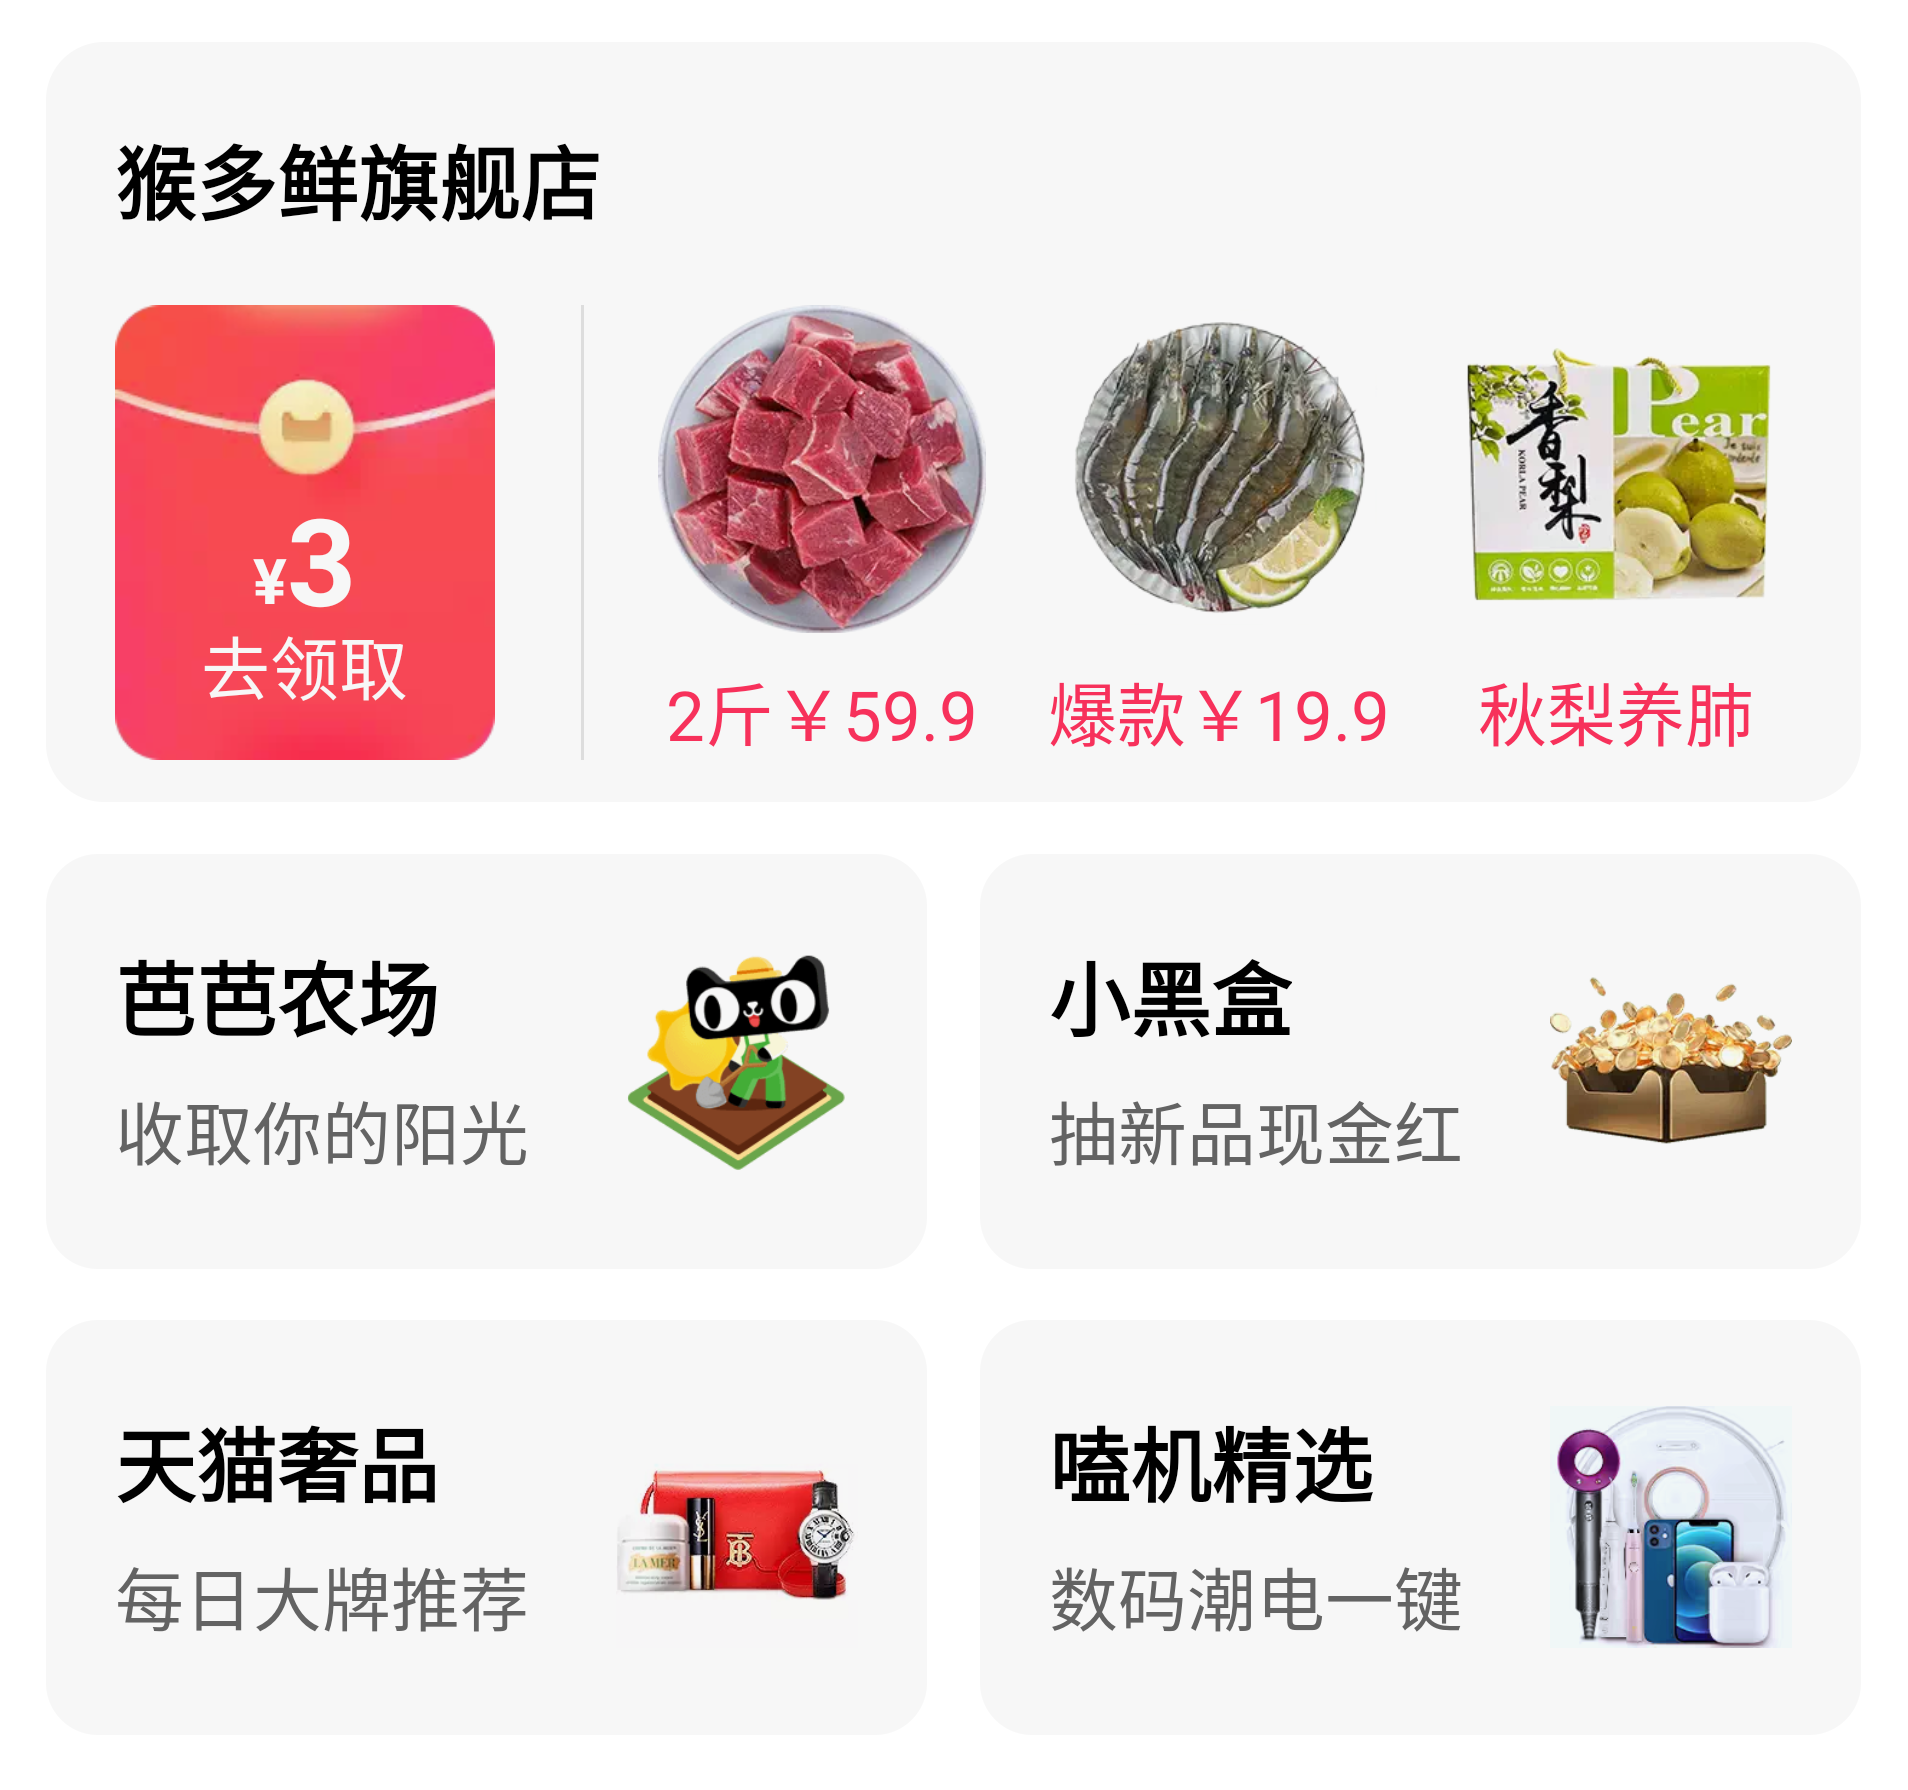 猴多鲜旗舰店
¥3
去领取
香梨
KORLA PEAR
Pear
Je suis
2斤￥59.9
爆款￥19.9
秋梨养肺
芭芭农场
收取你的阳光
小黑盒
抽新品现金红
天猫奢品
每日大牌推荐
LA MER
YSL
B
嗑机精选
数码潮电一键